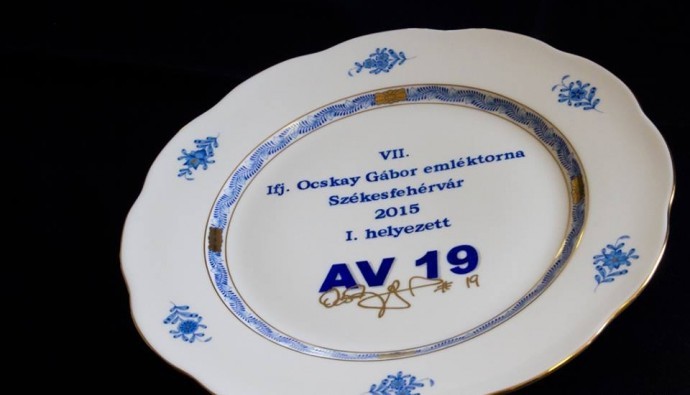 VII.
Ifj. Ocskay Gábor emléktorna
Székesfehérvár
2015
I. helyezett
AV 19
# 19